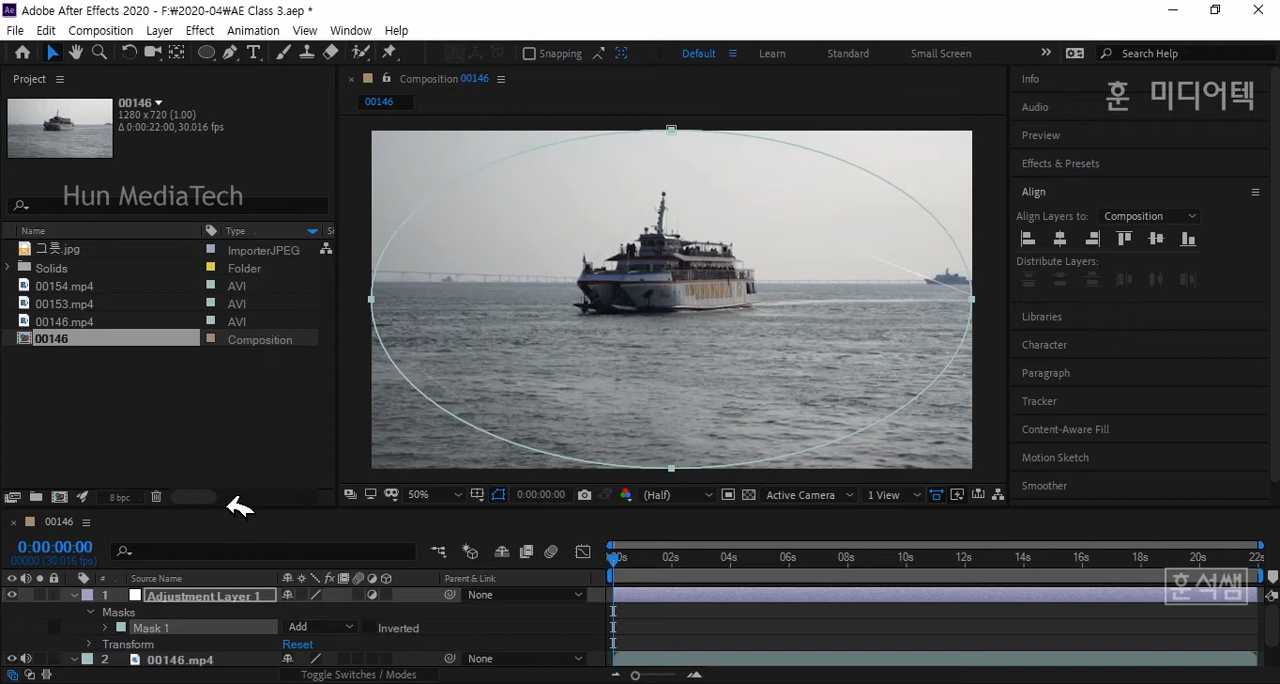 Adobe After Effects 2020 - F:₩2020-04₩AE Class 3.aep *
File Edit Composition Layer Effect Animation View Window Help
Snapping Default Learn Standard Small Screen Search Help
Project
Composition 00146
00146
00146
1280 x 720 (1.00)
Δ 0:00:22:00, 30.016 fps
Hun MediaTech
Name Type Si
그릇.jpg ImporterJPEG
Solids Folder
00154.mp4 AVI
00153.mp4 AVI
00146.mp4 AVI
00146 Composition
8 bpc
50% 0:00:00:00 (Half) Active Camera 1 View
Info
훈 미디어텍
Audio
Preview
Effects & Presets
Align
Align Layers to: Composition
Distribute Layers:
Libraries
Character
Paragraph
Tracker
Content-Aware Fill
Motion Sketch
Smoother
00146
0:00:00:00
00000 (30.016 fps)
00s 02s 04s 06s 08s 10s 12s 14s 16s 18s 20s 22s
# Source Name Parent & Link
1 Adjustment Layer 1 None
훈석쌤
Masks
Mask 1 Add Inverted
Transform Reset
2 00146.mp4 None
Toggle Switches / Modes